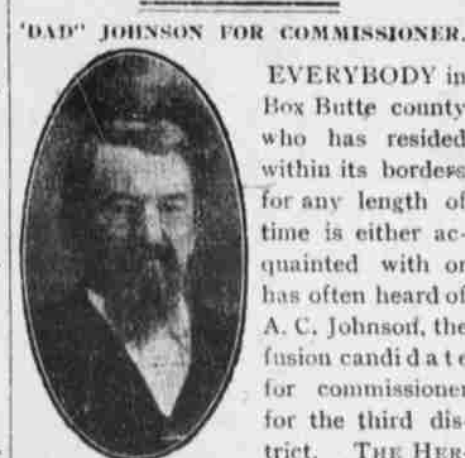 "DAD" JOHNSON FOR COMMISSIONER.
EVERYBODY in
Box Butte county
who has resided
within its borders
for any length of
time is either ac-
quainted with or
has often heard of
A. C. Johnson, the
fusion candidate
for commissioner
for the third dis-
trict. THE HER-